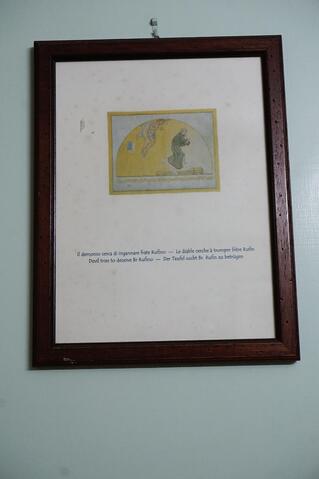 Il demonio cerca di ingannare frate Rufino — Le diable cherche à tromper frère Rufin
Devil tries to deceive Br Rufino — Der Teufel sucht Br. Rufin zu betrügen